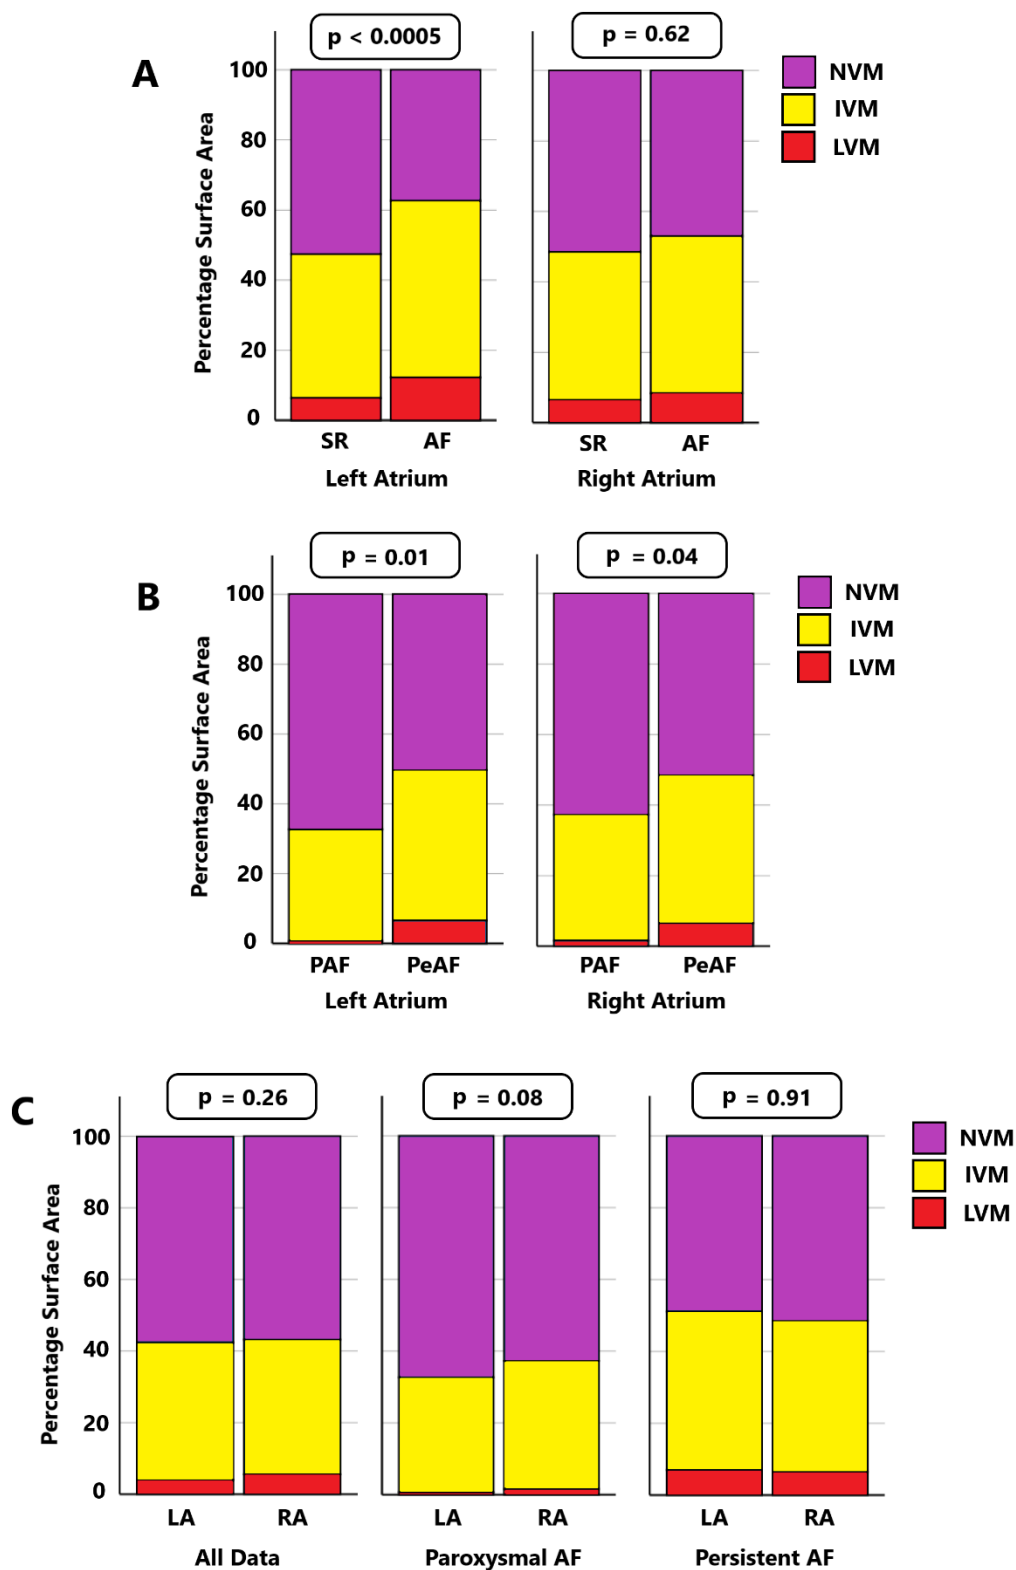 A
p < 0.0005
p = 0.62
NVM
IVM
LVM
Percentage Surface Area
100
80
60
40
20
0
SR
AF
SR
AF
Left Atrium
Right Atrium
B
p = 0.01
p = 0.04
NVM
IVM
LVM
Percentage Surface Area
100
80
60
40
20
0
PAF
PeAF
PAF
PeAF
Left Atrium
Right Atrium
C
p = 0.26
p = 0.08
p = 0.91
NVM
IVM
LVM
Percentage Surface Area
100
80
60
40
20
0
LA
RA
LA
RA
LA
RA
All Data
Paroxysmal AF
Persistent AF